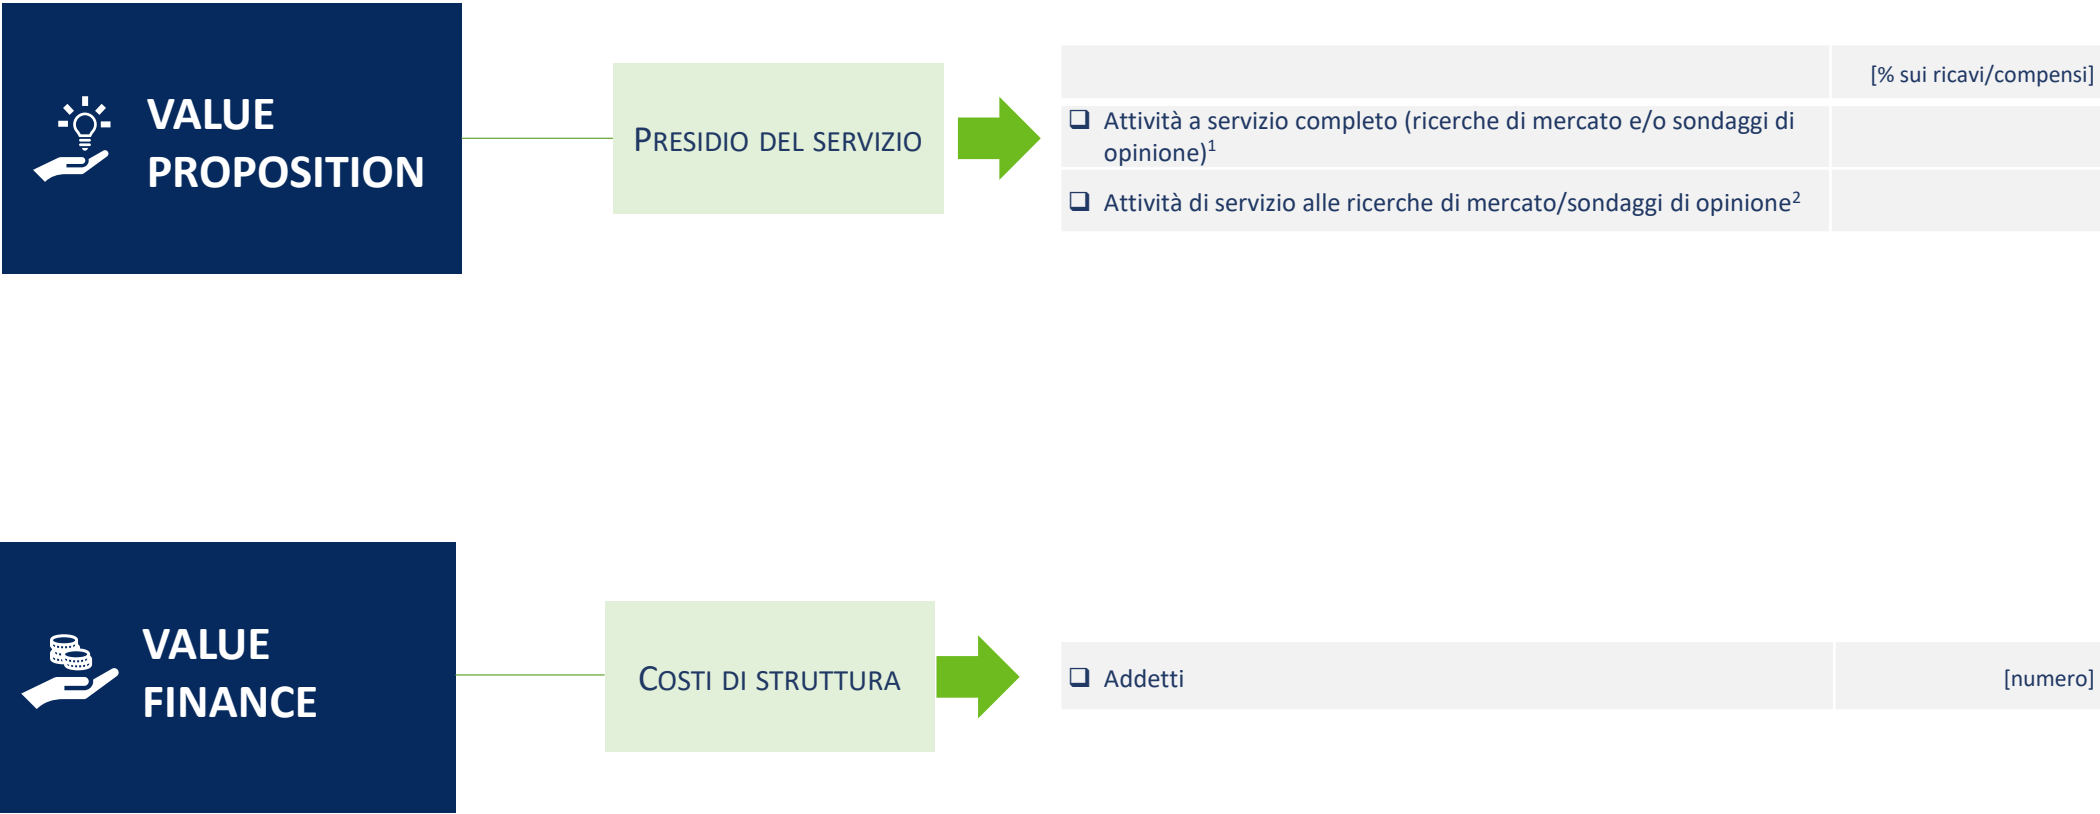 VALUE
PROPOSITION
PRESIDIO DEL SERVIZIO
[% sui ricavi/compensi]
❑ Attività a servizio completo (ricerche di mercato e/o sondaggi di
opinione)¹
❑ Attività di servizio alle ricerche di mercato/sondaggi di opinione²
VALUE
FINANCE
COSTI DI STRUTTURA
❑ Addetti
[numero]